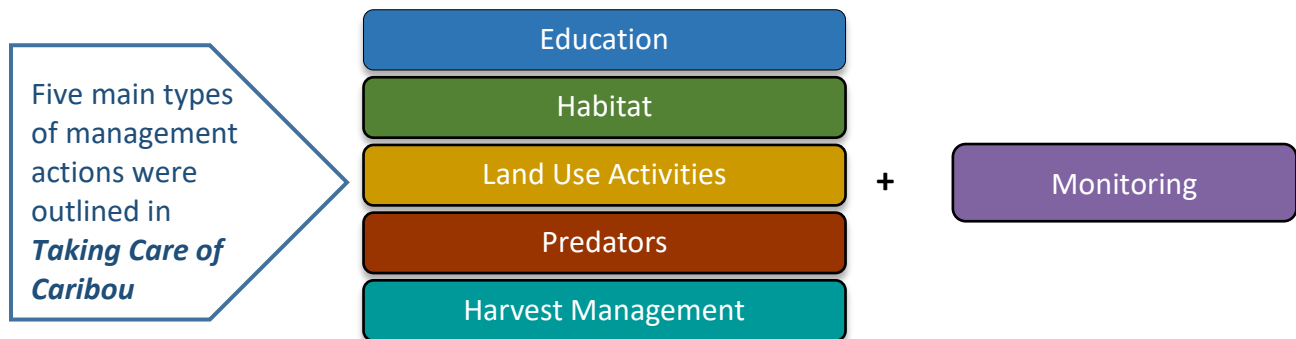 Five main types
of management
actions were
outlined in
Taking Care of
Caribou
Education
Habitat
Land Use Activities
Predators
Harvest Management
+
Monitoring